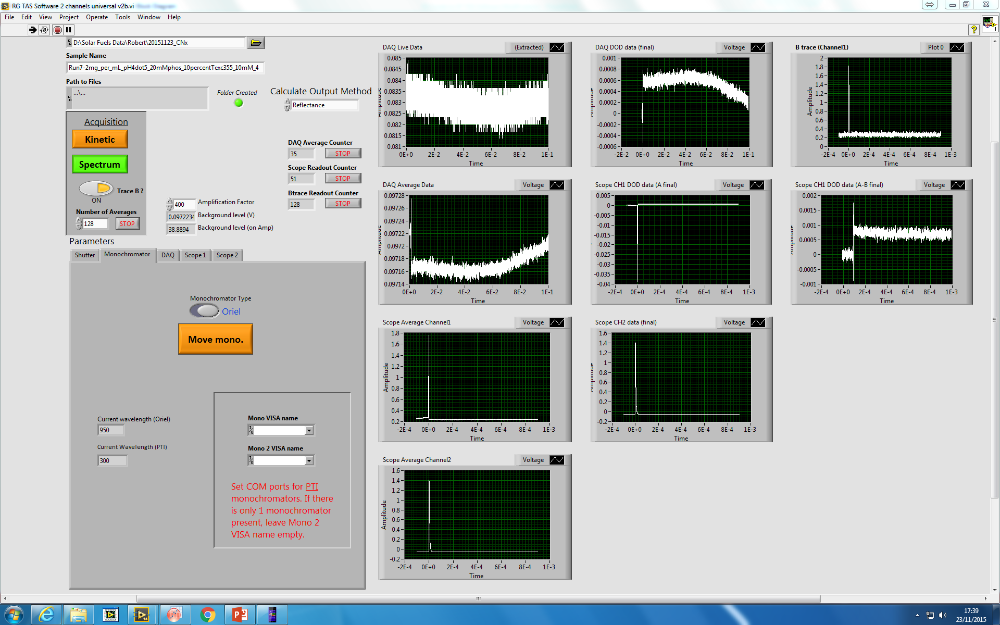 RG TAS Software 2 channels universal v2b.vi
File Edit View Project Operate Tools Window Help
D:\Solar Fuels Data\Robert\20151123_CNx
Sample Name
Run7-2mg_per_mL_pH4dot5_20mMphos_10percentTexc355_10mM_4
Path to Files
...\...
Folder Created
Calculate Output Method
Reflectance
Acquisition
Kinetic
Spectrum
Trace B ?
ON
Number of Averages
128 STOP
DAQ Average Counter
35 STOP
Scope Readout Counter
51 STOP
Btrace Readout Counter
128 STOP
400 Amplification Factor
0.0972234 Background level (V)
38.8894 Background level (on Amp)
Parameters
Shutter Monochromator DAQ Scope 1 Scope 2
Monochromator Type
Oriel
Move mono.
Current wavelength (Oriel)
950
Current Wavelength (PTI)
300
Mono VISA name
Mono 2 VISA name
Set COM ports for PTI
monochromators. If there
is only 1 monochromator
present, leave Mono 2
VISA name empty.
DAQ Live Data (Extracted)
Amplitude
0.085
0.0845
0.084
0.0835
0.083
0.0825
0.082
0.0815
0.081
0E+0 2E-2 4E-2 6E-2 8E-2 1E-1
Time
DAQ DOD data (final) Voltage
0.001
0.0008
0.0006
0.0004
0.0002
0
-0.0002
-0.0004
-0.0006
-2E-2 0E+0 2E-2 4E-2 6E-2 8E-2 1E-1
Time
B trace (Channel1) Plot 0
Amplitude
2
1.8
1.6
1.4
1.2
1
0.8
0.6
0.4
0.2
0
-2E-4 0E+0 2E-4 4E-4 6E-4 8E-4 1E-3
Time
DAQ Average Data Voltage
0.09728
0.09726
0.09724
0.09722
0.0972
0.09718
0.09716
0.09714
0E+0 2E-2 4E-2 6E-2 8E-2 1E-1
Time
Scope CH1 DOD data (A final) Voltage
0.005
0
-0.005
-0.01
-0.015
-0.02
-0.025
-0.03
-0.035
-0.04
-2E-4 0E+0 2E-4 4E-4 6E-4 8E-4 1E-3
Time
Scope CH1 DOD data (A-B final) Voltage
0.002
0.0015
0.001
0.0005
0
-0.0005
-0.001
-2E-4 0E+0 2E-4 4E-4 6E-4 8E-4 1E-3
Time
Scope Average Channel1 Voltage
Amplitude
1.8
1.6
1.4
1.2
1
0.8
0.6
0.4
0.2
-2E-4 0E+0 2E-4 4E-4 6E-4 8E-4 1E-3
Time
Scope CH2 data (final) Voltage
Amplitude
1.6
1.4
1.2
1
0.8
0.6
0.4
0.2
0
-0.2
-2E-4 0E+0 2E-4 4E-4 6E-4 8E-4 1E-3
Time
Scope Average Channel2 Voltage
Amplitude
1.6
1.4
1.2
1
0.8
0.6
0.4
0.2
0
-0.2
-2E-4 0E+0 2E-4 4E-4 6E-4 8E-4 1E-3
Time
17:39
23/11/2015